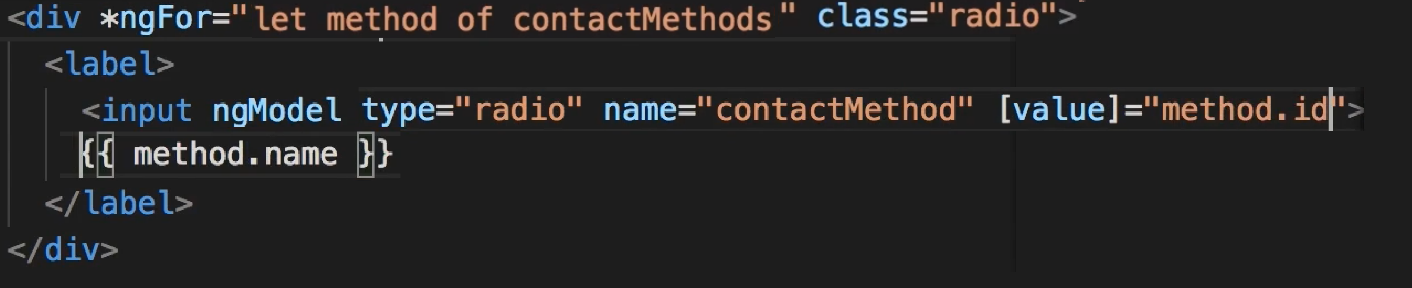 <div *ngFor="let method of contactMethods" class="radio">
<label>
<input ngModel type="radio" name="contactMethod" [value]="method.id">
{{ method.name }}
</label>
</div>